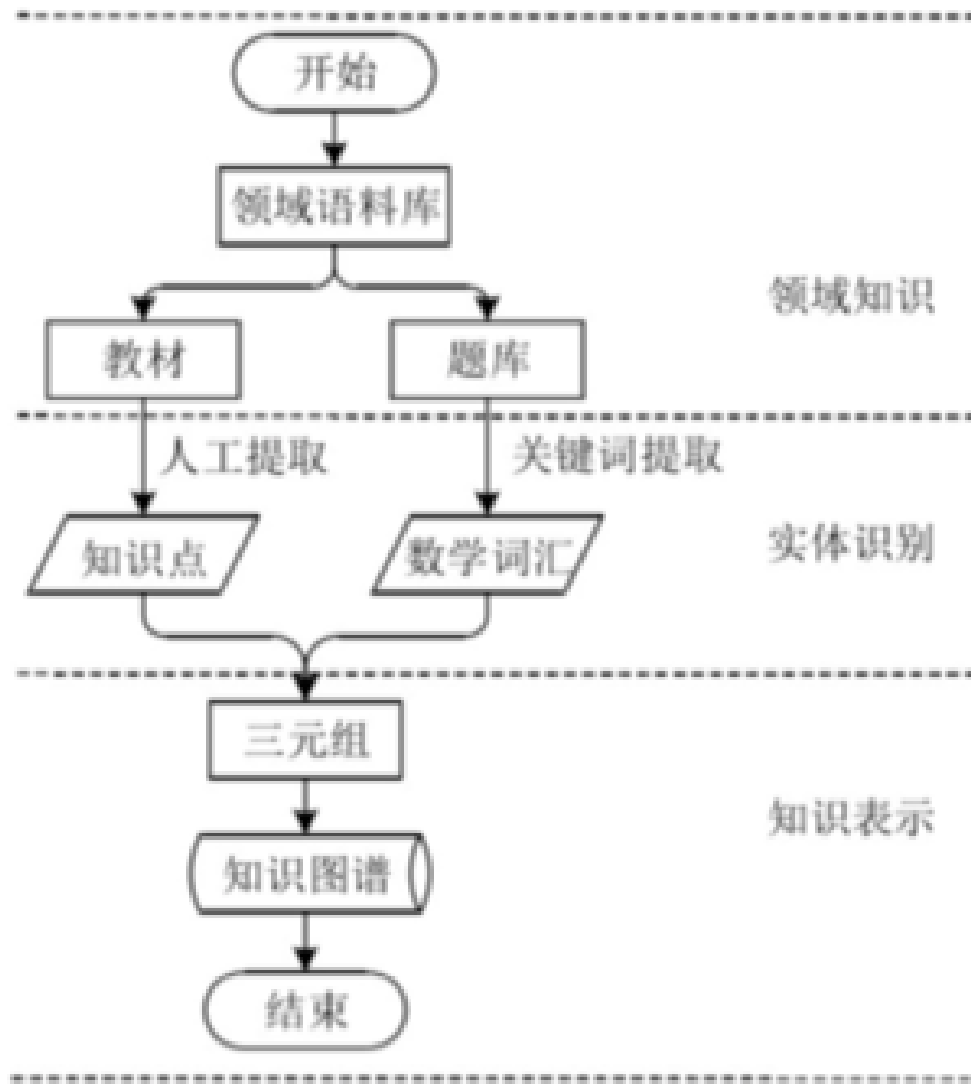 开始
领域语料库
领域知识
教材
题库
人工提取
关键词提取
知识点
数学词汇
实体识别
三元组
知识表示
知识图谱
结束